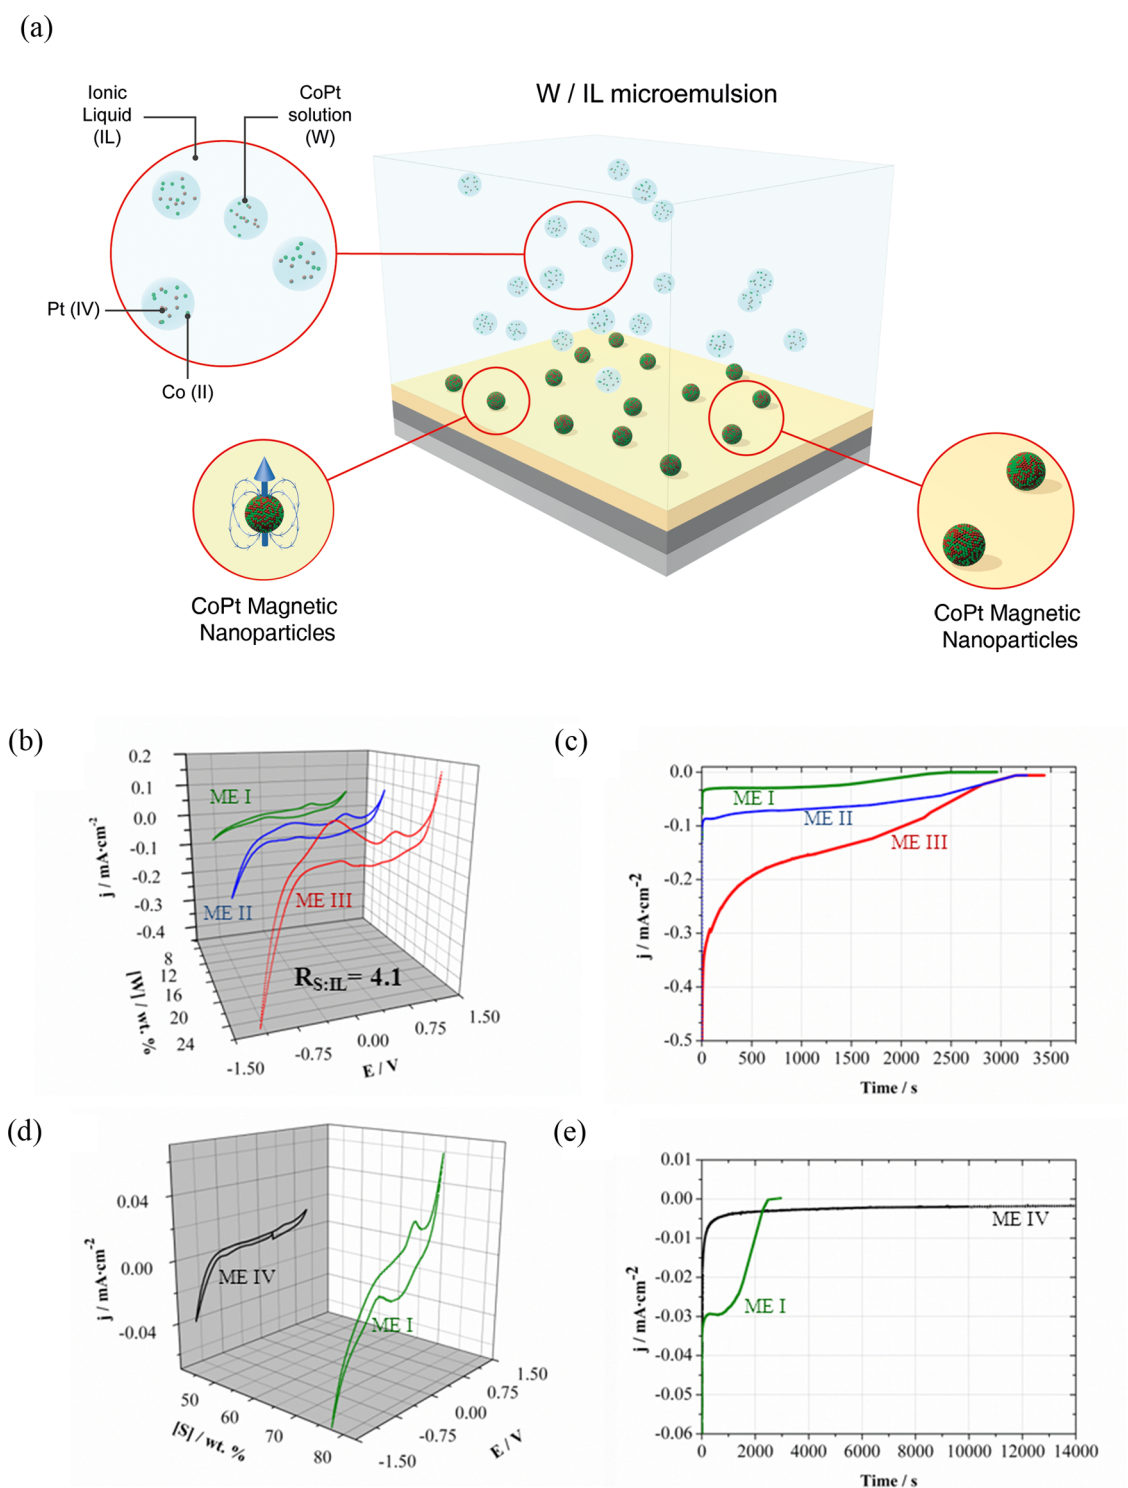 (a)
W / IL microemulsion
Ionic
Liquid
(IL)
CoPt
solution
(W)
Pt (IV)
Co (II)
CoPt Magnetic
Nanoparticles
CoPt Magnetic
Nanoparticles
(b)
0.2
0.1
0.0
-0.1
-0.2
-0.3
-0.4
j / mA·cm-2
ME I
ME II
ME III
RS:IL= 4.1
8
12
16
20
24
[W] / wt. %
-1.50
-0.75
0.00
0.75
1.50
E / V
(c)
0.0
-0.1
-0.2
-0.3
-0.4
-0.5
j / mA·cm-2
ME I
ME II
ME III
0
500
1000
1500
2000
2500
3000
3500
Time / s
(d)
0.04
0.00
-0.04
j / mA·cm-2
ME IV
ME I
50
60
70
80
[S] / wt. %
-1.50
-0.75
0.00
0.75
1.50
E / V
(e)
0.01
0.00
-0.01
-0.02
-0.03
-0.04
-0.05
-0.06
j / mA·cm-2
ME IV
ME I
0
2000
4000
6000
8000
10000
12000
14000
Time / s